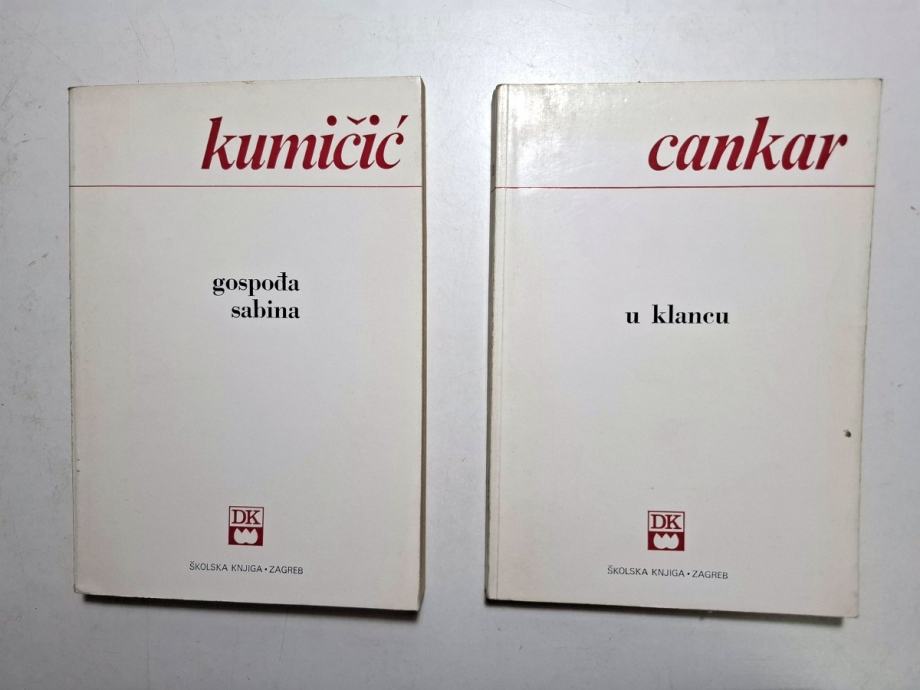 kumičić
gospođa
sabina
DK
ŠKOLSKA KNJIGA • ZAGREB
cankar
u klancu
DK
ŠKOLSKA KNJIGA • ZAGREB